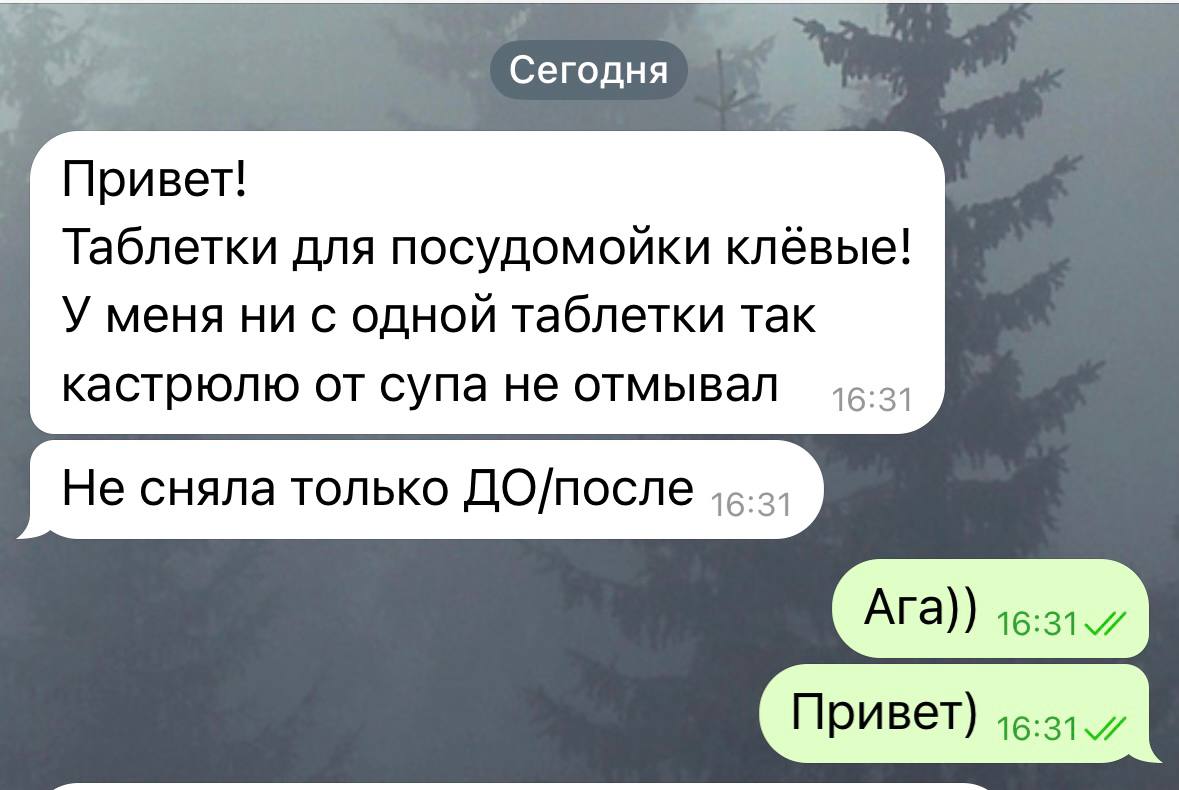 Сегодня
Привет!
Таблетки для посудомойки клёвые!
У меня ни с одной таблетки так
кастрюлю от супа не отмывал 16:31
Не сняла только ДО/после 16:31
Ага)) 16:31
Привет) 16:31